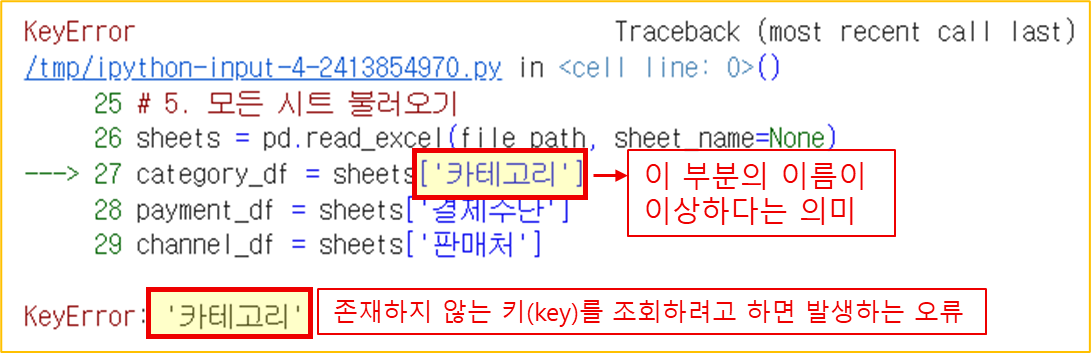 KeyError Traceback (most recent call last)
/tmp/ipython-input-4-2413854970.py in <cell line: 0>()
25 # 5. 모든 시트 불러오기
26 sheets = pd.read_excel(file_path, sheet_name=None)
---> 27 category_df = sheets['카테고리']
28 payment_df = sheets['결제수단']
29 channel_df = sheets['판매처']
이 부분의 이름이
이상하다는 의미
KeyError: '카테고리'
존재하지 않는 키(key)를 조회하려고 하면 발생하는 오류